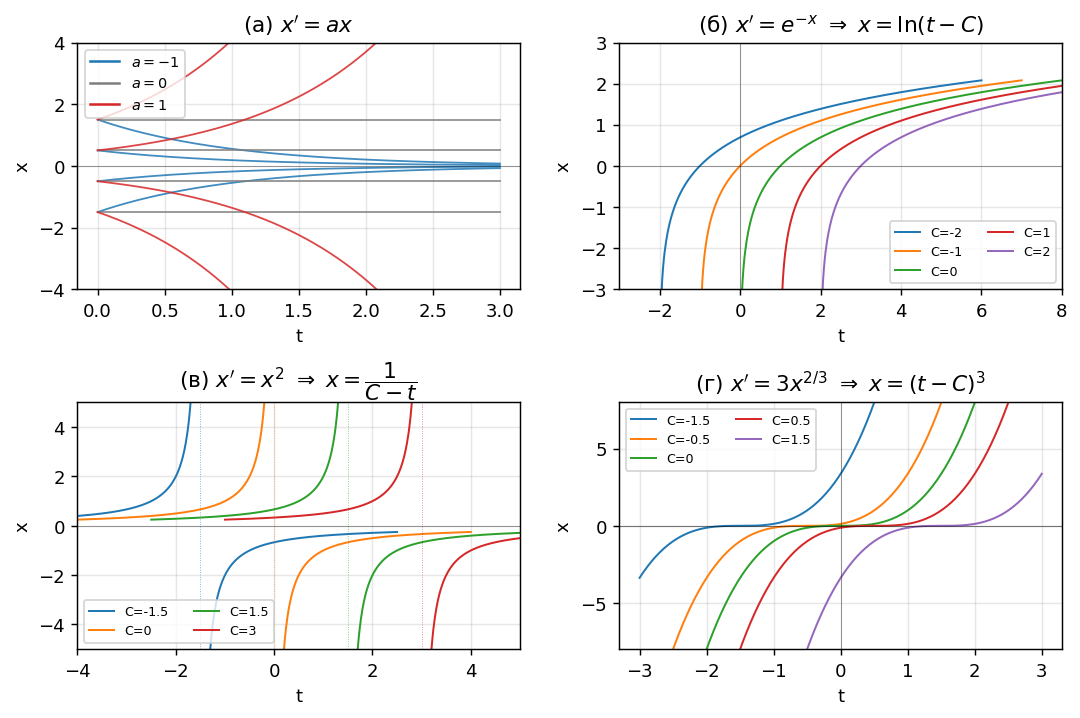 (а) x′ = ax
4
2
0
−2
−4
x
a = −1
a = 0
a = 1
0.0 0.5 1.0 1.5 2.0 2.5 3.0
t
(б) x′ = e^{−x} ⇒ x = ln(t − C)
3
2
1
0
−1
−2
−3
x
C=-2 C=1
C=-1 C=2
C=0
−2 0 2 4 6 8
t
(в) x′ = x² ⇒ x = \frac{1}{C − t}
4
2
0
−2
−4
x
C=-1.5 C=1.5
C=0 C=3
−4 −2 0 2 4
t
(г) x′ = 3x^{2/3} ⇒ x = (t − C)³
5
0
−5
x
C=-1.5 C=0.5
C=-0.5 C=1.5
C=0
−3 −2 −1 0 1 2 3
t